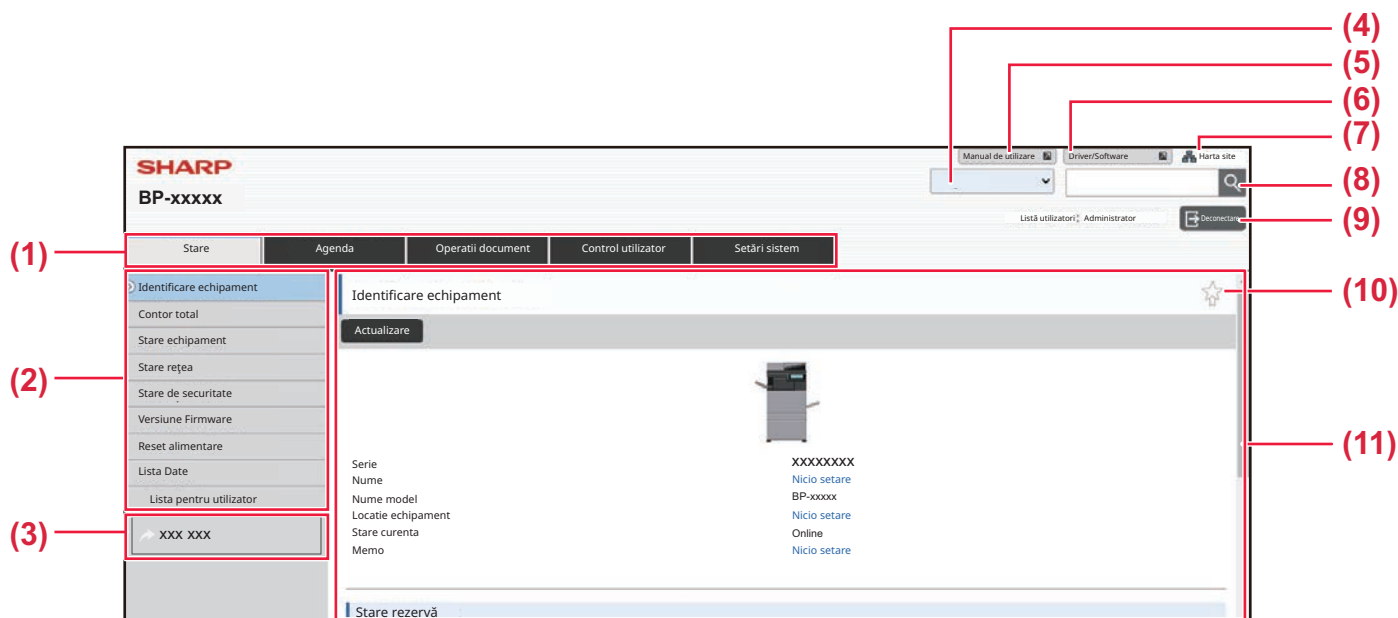 (4)
(5)
(6)
(7)
Manual de utilizare Driver/Software Harta site
SHARP
(8)
BP-xxxxx
Listă utilizatori: Administrator Deconectare
(9)
(1)
Stare Agenda Operatii document Control utilizator Setări sistem
Identificare echipament
Contor total
Stare echipament
Stare reţea
Stare de securitate
Versiune Firmware
Reset alimentare
Lista Date
Lista pentru utilizator
(2)
(3)
XXX XXX
Identificare echipament
(10)
Actualizare
(11)
Serie XXXXXXXX
Nume Nicio setare
Nume model BP-xxxxx
Locatie echipament Nicio setare
Stare curenta Online
Memo Nicio setare
Stare rezervă